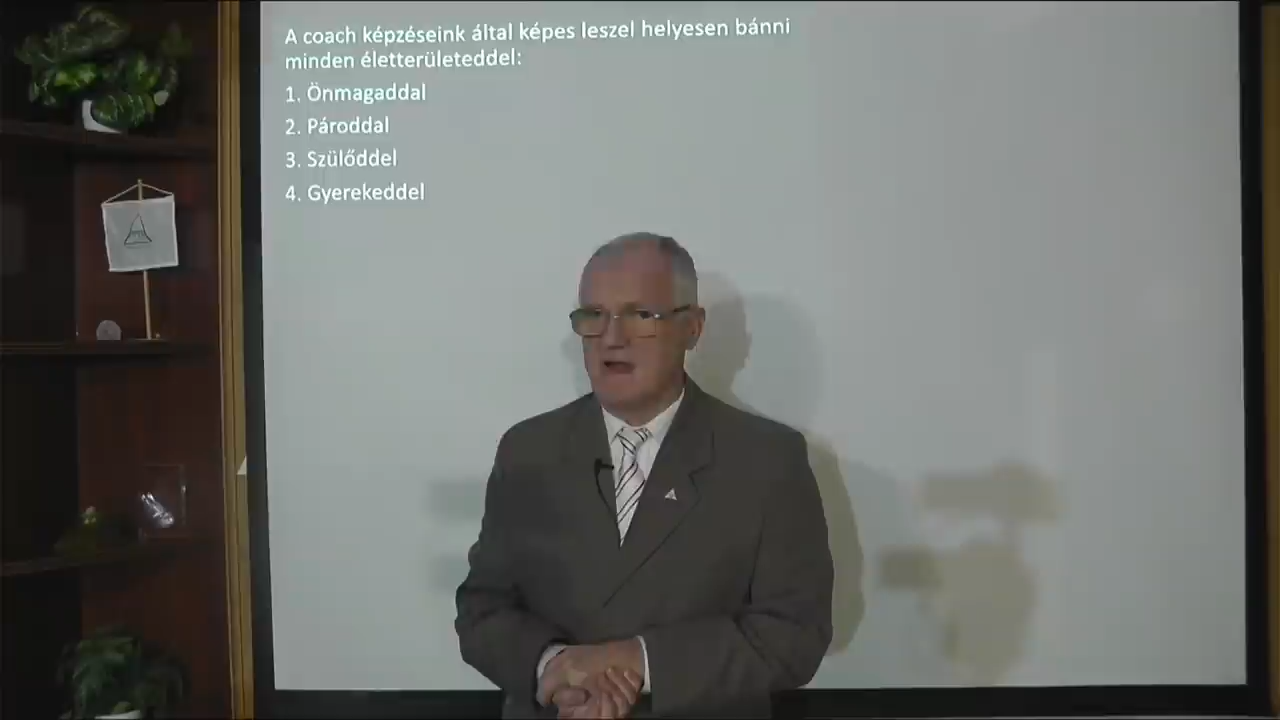 A coach képzéseink által képes leszel helyesen bánni
minden életterületeddel:
1. Önmagaddal
2. Pároddal
3. Szülőddel
4. Gyerekeddel